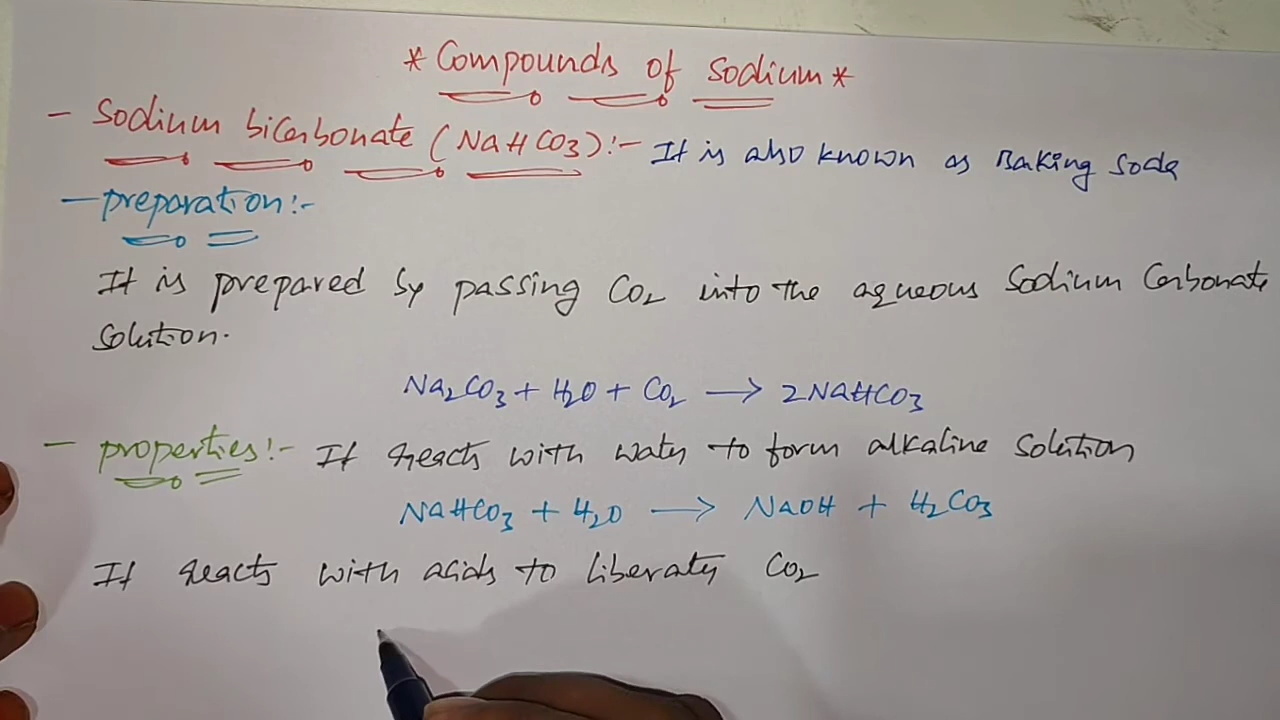 * Compounds of Sodium *
- Sodium bicarbonate (NaHCO3):- It is also known as Baking Soda
- preparation:-
It is prepared by passing CO2 into the aqueous Sodium Carbonate
Solution.
Na2CO3 + H2O + CO2 → 2NaHCO3
- properties:- It reacts with water to form alkaline Solution
NaHCO3 + H2O → NaOH + H2CO3
It reacts with acids to liberates CO2